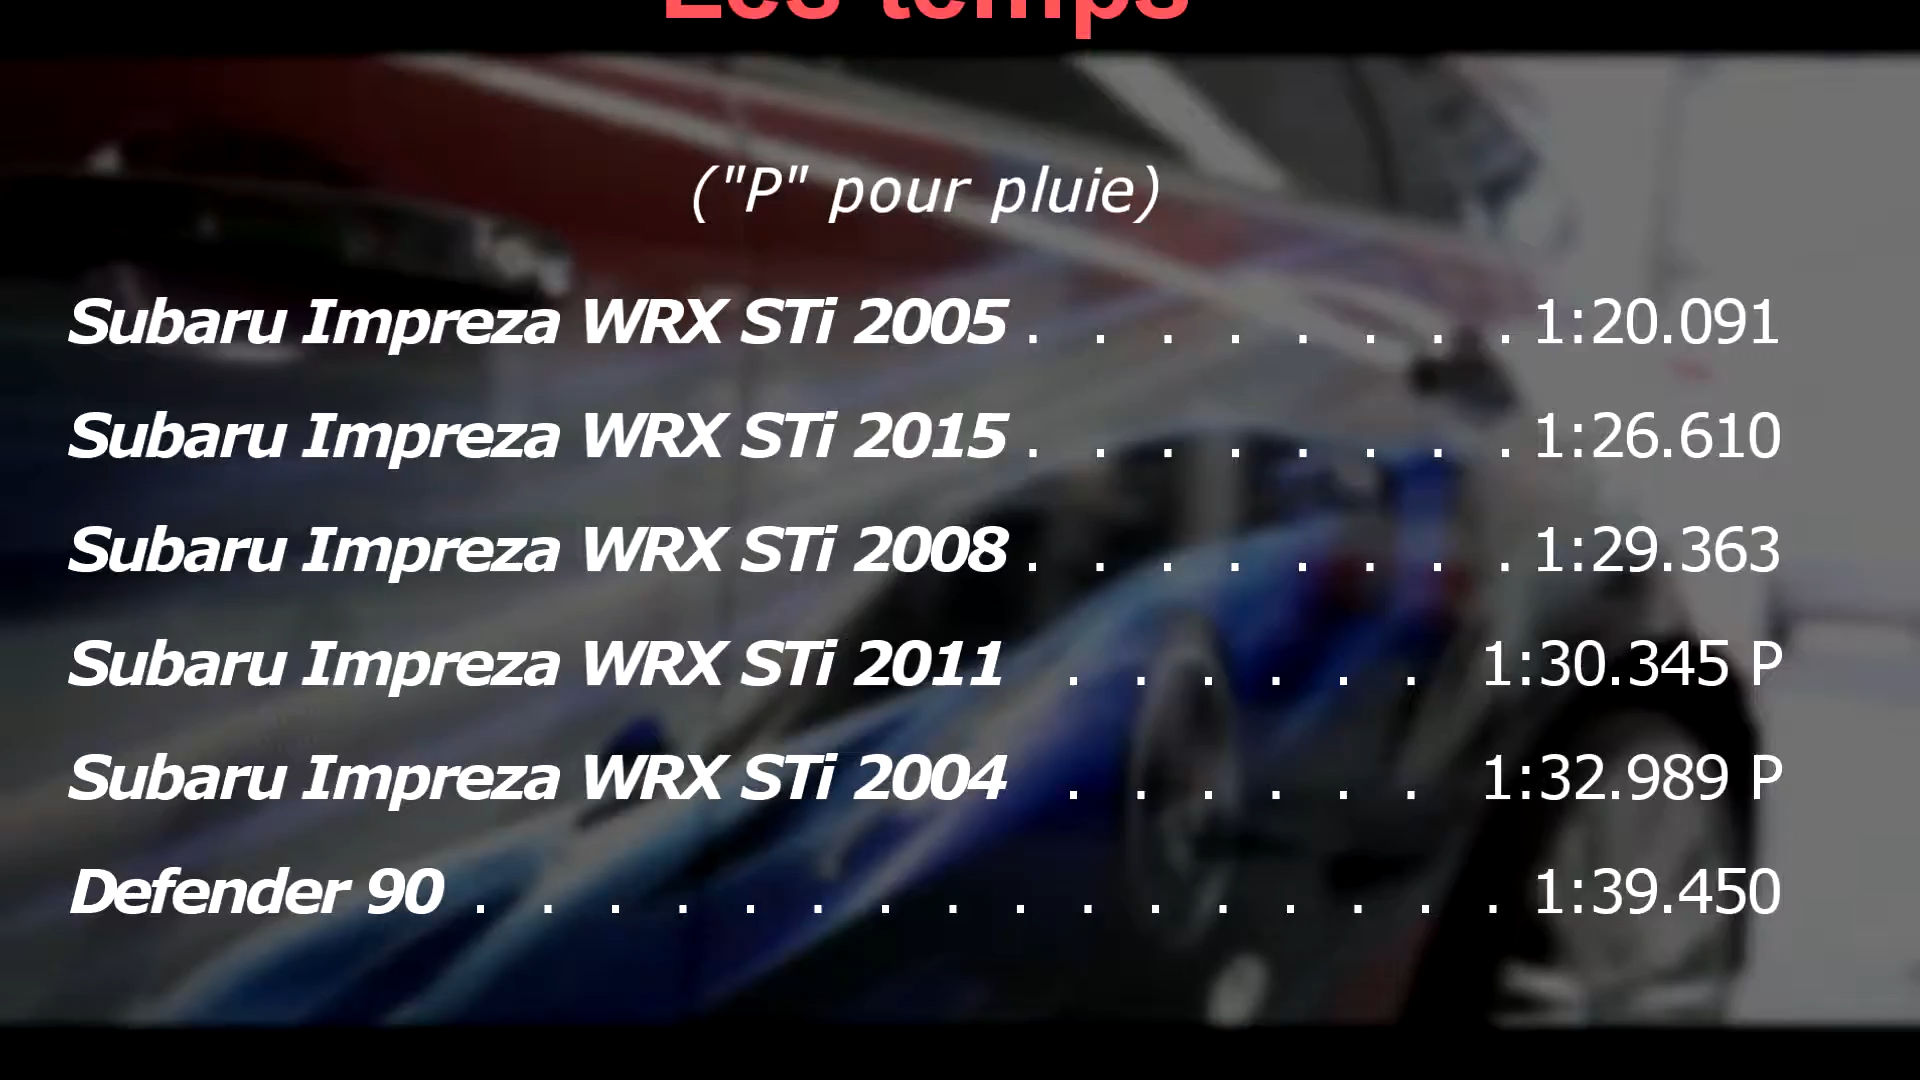 Les temps
("P" pour pluie)
Subaru Impreza WRX STi 2005 . . . . . . . . 1:20.091
Subaru Impreza WRX STi 2015 . . . . . . . . 1:26.610
Subaru Impreza WRX STi 2008 . . . . . . . . 1:29.363
Subaru Impreza WRX STi 2011 . . . . . . 1:30.345 P
Subaru Impreza WRX STi 2004 . . . . . . 1:32.989 P
Defender 90 . . . . . . . . . . . . . . . . 1:39.450